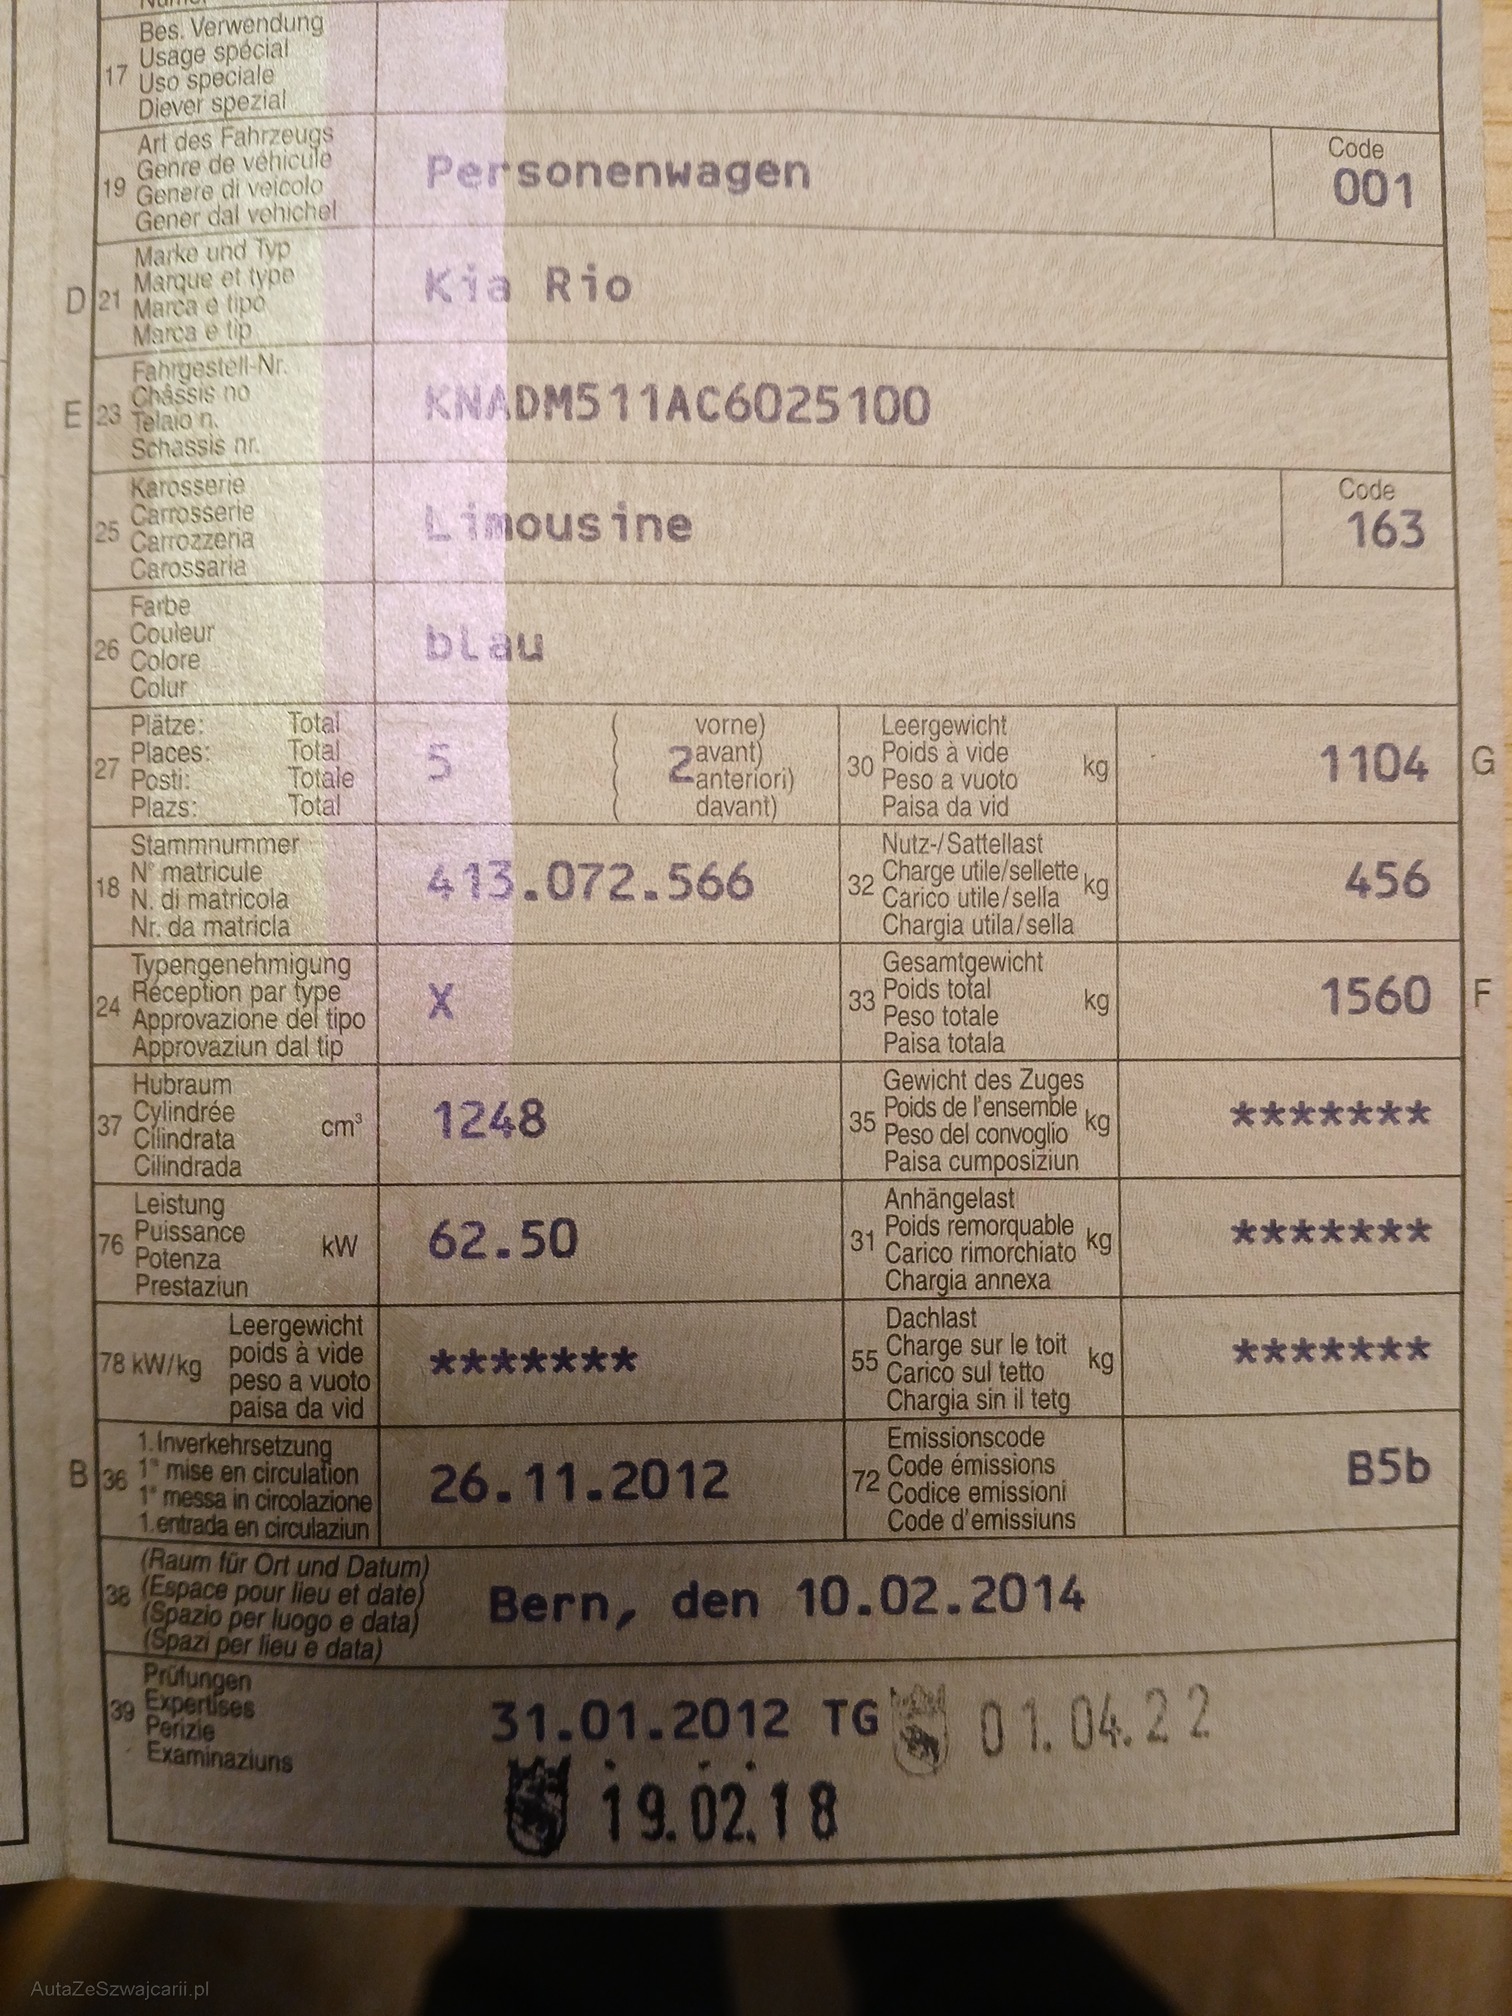 Bes. Verwendung
Usage spécial
17 Uso speciale
Diever spezial
Art des Fahrzeugs
Genre de véhicule
19 Genere di veicolo
Gener dal vehichel
Personenwagen
Code
001
Marke und Typ
Marque et type
D 21 Marca e tipo
Marca e tip
Kia Rio
Fahrgestell-Nr.
Châssis no
E 23 Telaio n.
Schassis nr.
KNADM511AC6025100
Karosserie
Carrosserie
25 Carrozzeria
Carossaria
Limousine
Code
163
Farbe
Couleur
26 Colore
Colur
blau
Plätze: Total
Places: Total
27 Posti: Totale
Plazs: Total
5
( vorne)
( 2 avant)
( anteriori)
( davant)
Leergewicht
30 Poids à vide
Peso a vuoto kg
Paisa da vid
1104 G
Stammnummer
N° matricule
18 N. di matricola
Nr. da matricla
413.072.566
Nutz-/Sattellast
32 Charge utile/sellette kg
Carico utile/sella
Chargia utila/sella
456
Typengenehmigung
Réception par type
24 Approvazione del tipo
Approvaziun dal tip
X
Gesamtgewicht
33 Poids total kg
Peso totale
Paisa totala
1560 F
Hubraum
37 Cylindrée cm³
Cilindrata
Cilindrada
1248
Gewicht des Zuges
35 Poids de l'ensemble kg
Peso del convoglio
Paisa cumposiziun
*******
Leistung
76 Puissance kW
Potenza
Prestaziun
62.50
Anhängelast
31 Poids remorquable kg
Carico rimorchiato
Chargia annexa
*******
Leergewicht
78 kW/kg poids à vide
peso a vuoto
paisa da vid
*******
Dachlast
55 Charge sur le toit kg
Carico sul tetto
Chargia sin il tetg
*******
1. Inverkehrsetzung
B 36 1re mise en circulation
1a messa in circolazione
1. entrada en circulaziun
26.11.2012
Emissionscode
72 Code émissions
Codice emissioni
Code d'emissiuns
B5b
(Raum für Ort und Datum)
38 (Espace pour lieu et date)
(Spazio per luogo e data)
(Spazi per lieu e data)
Bern, den 10.02.2014
Prüfungen
39 Expertises
Perizie
Examinaziuns
31.01.2012 TG 01.04.22
19.02.18
AutaZeSzwajcarii.pl